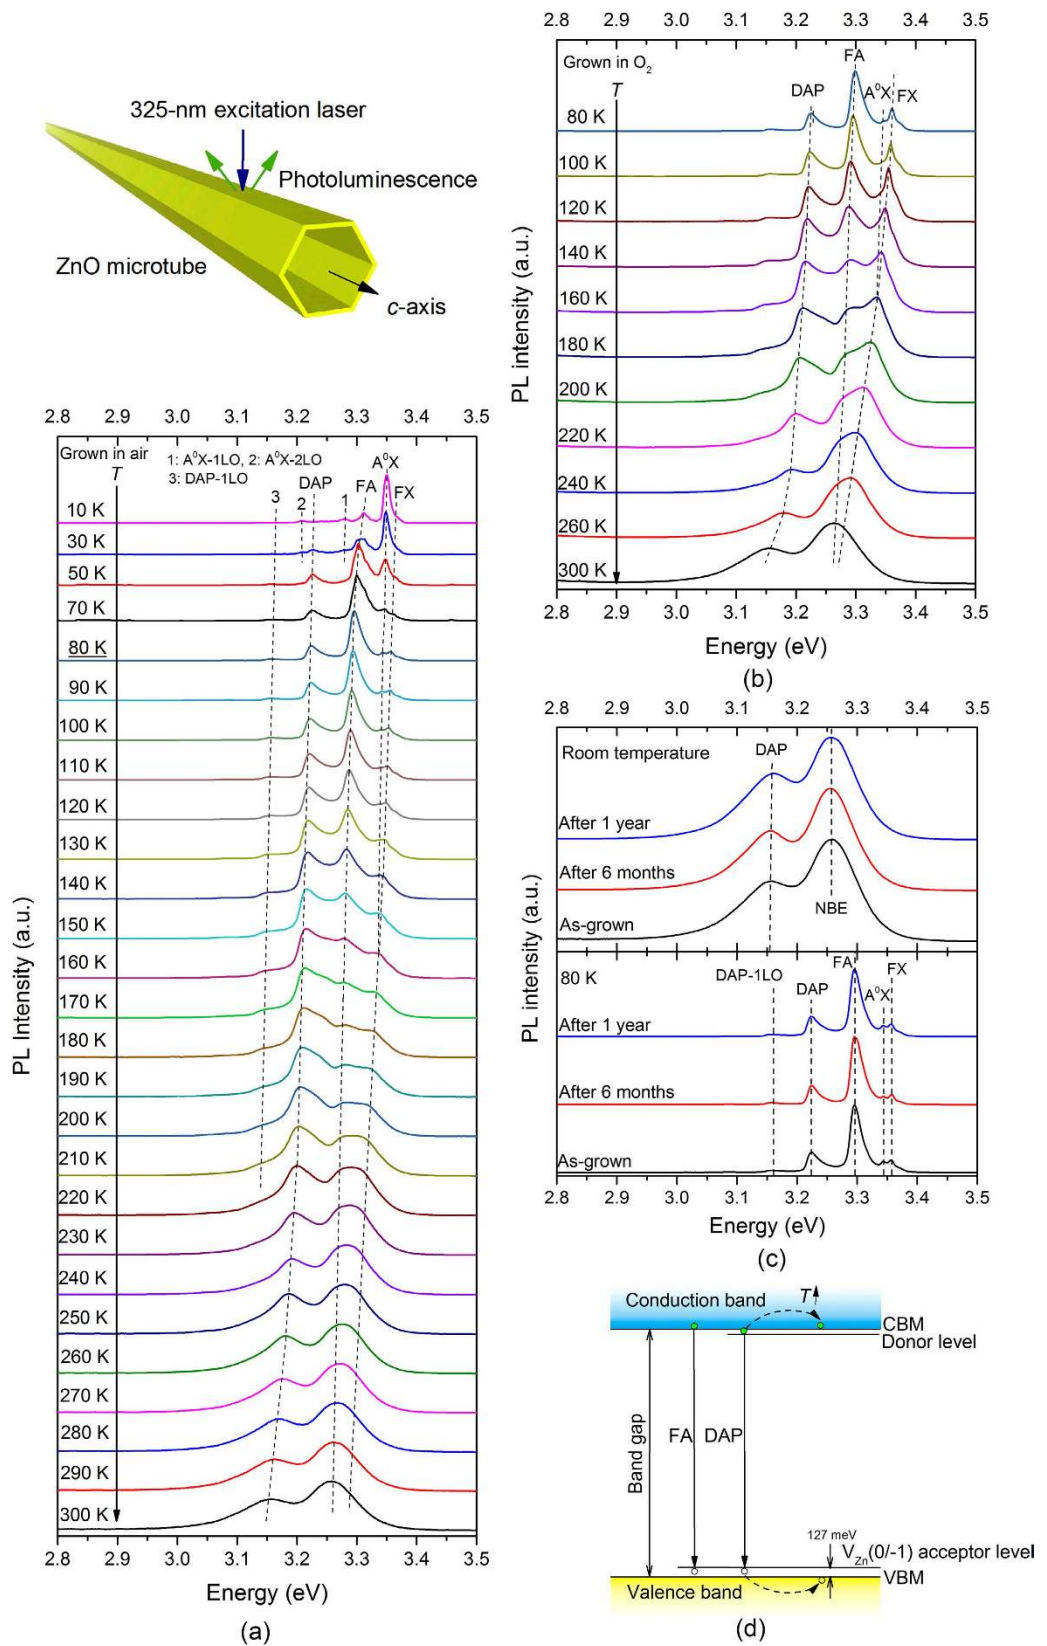 325-nm excitation laser
Photoluminescence
ZnO microtube
c-axis
2.8 2.9 3.0 3.1 3.2 3.3 3.4 3.5
Grown in air
T
1: A⁰X-1LO, 2: A⁰X-2LO
3: DAP-1LO
A⁰X
3 2 DAP 1 FA FX
10 K
30 K
50 K
70 K
80 K
90 K
100 K
110 K
120 K
130 K
140 K
150 K
160 K
170 K
180 K
190 K
200 K
210 K
220 K
230 K
240 K
250 K
260 K
270 K
280 K
290 K
300 K
PL Intensity (a.u.)
2.8 2.9 3.0 3.1 3.2 3.3 3.4 3.5
Energy (eV)
(a)
2.8 2.9 3.0 3.1 3.2 3.3 3.4 3.5
Grown in O₂
T
FA
DAP A⁰X FX
80 K
100 K
120 K
140 K
160 K
180 K
200 K
220 K
240 K
260 K
300 K
PL intensity (a.u.)
2.8 2.9 3.0 3.1 3.2 3.3 3.4 3.5
Energy (eV)
(b)
2.8 2.9 3.0 3.1 3.2 3.3 3.4 3.5
Room temperature
DAP
After 1 year
After 6 months
NBE
As-grown
PL intensity (a.u.)
80 K
DAP-1LO DAP FA A⁰X FX
After 1 year
After 6 months
As-grown
PL intensity (a.u.)
2.8 2.9 3.0 3.1 3.2 3.3 3.4 3.5
Energy (eV)
(c)
Conduction band
T
CBM
Donor level
Band gap
FA DAP
127 meV
V_Zn(0/-1) acceptor level
VBM
Valence band
(d)